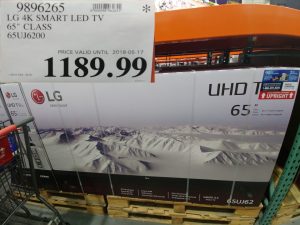 9896265
LG 4K SMART LED TV
65" CLASS
65UJ6200
PRICE VALID UNTIL 2018-05-17
1189.99
LG
UHD T
65"
UPRIGHT
65UJ62